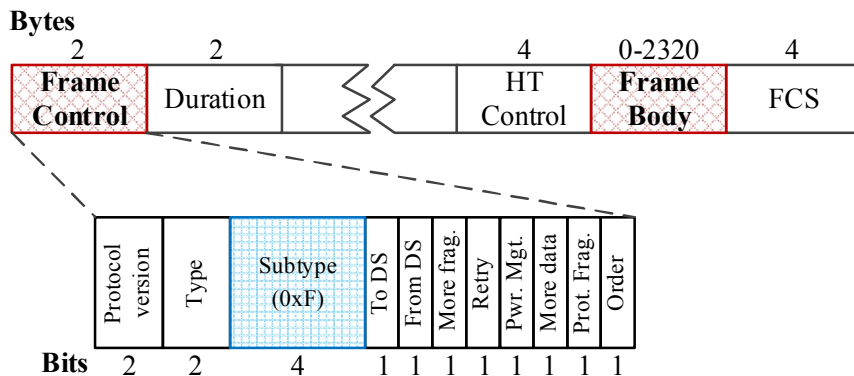 Bytes
2 2 4 0-2320 4
Frame Control Duration HT Control Frame Body FCS
Protocol version Type Subtype (0xF) To DS From DS More frag. Retry Pwr. Mgt. More data Prot. Frag. Order
Bits 2 2 4 1 1 1 1 1 1 1 1